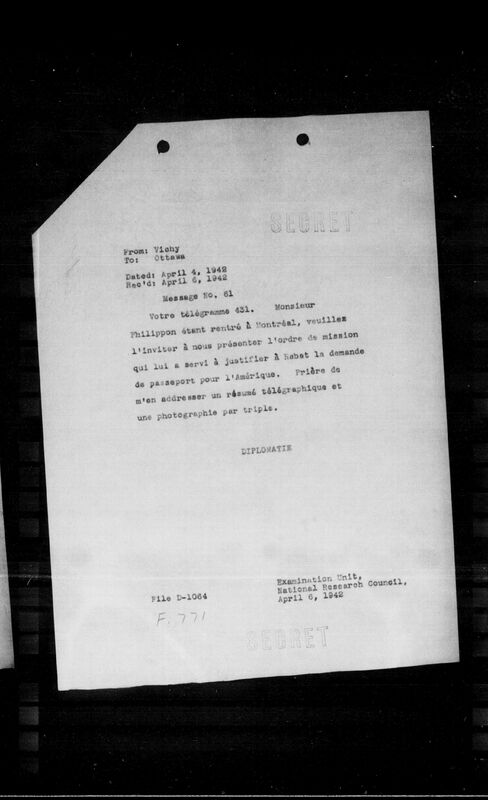 SECRET
From: Vichy
To: Ottawa
Dated: April 4, 1942
Rec'd: April 6, 1942
Message No. 61
Votre télégramme 431. Monsieur
Philippon étant rentré à Montréal, veuillez
l'inviter à nous présenter l'ordre de mission
qui lui a servi à justifier à Rabat la demande
de passeport pour l'Amérique. Prière de
m'en addresser un résumé télégraphique et
une photographie par triple.
DIPLOMATIE
Examination Unit,
National Research Council,
April 6, 1942
File D-1064
F. 771
SECRET